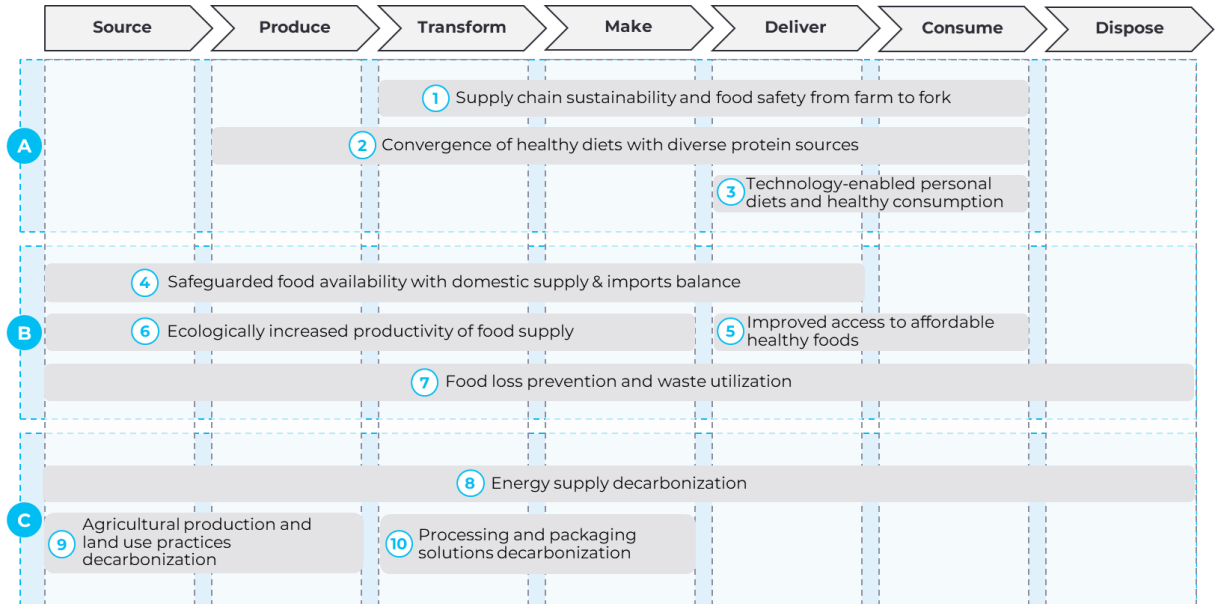 Source
Produce
Transform
Make
Deliver
Consume
Dispose
A
1 Supply chain sustainability and food safety from farm to fork
2 Convergence of healthy diets with diverse protein sources
3 Technology-enabled personal
diets and healthy consumption
B
4 Safeguarded food availability with domestic supply & imports balance
6 Ecologically increased productivity of food supply
5 Improved access to affordable
healthy foods
7 Food loss prevention and waste utilization
C
8 Energy supply decarbonization
9 Agricultural production and
land use practices
decarbonization
10 Processing and packaging
solutions decarbonization